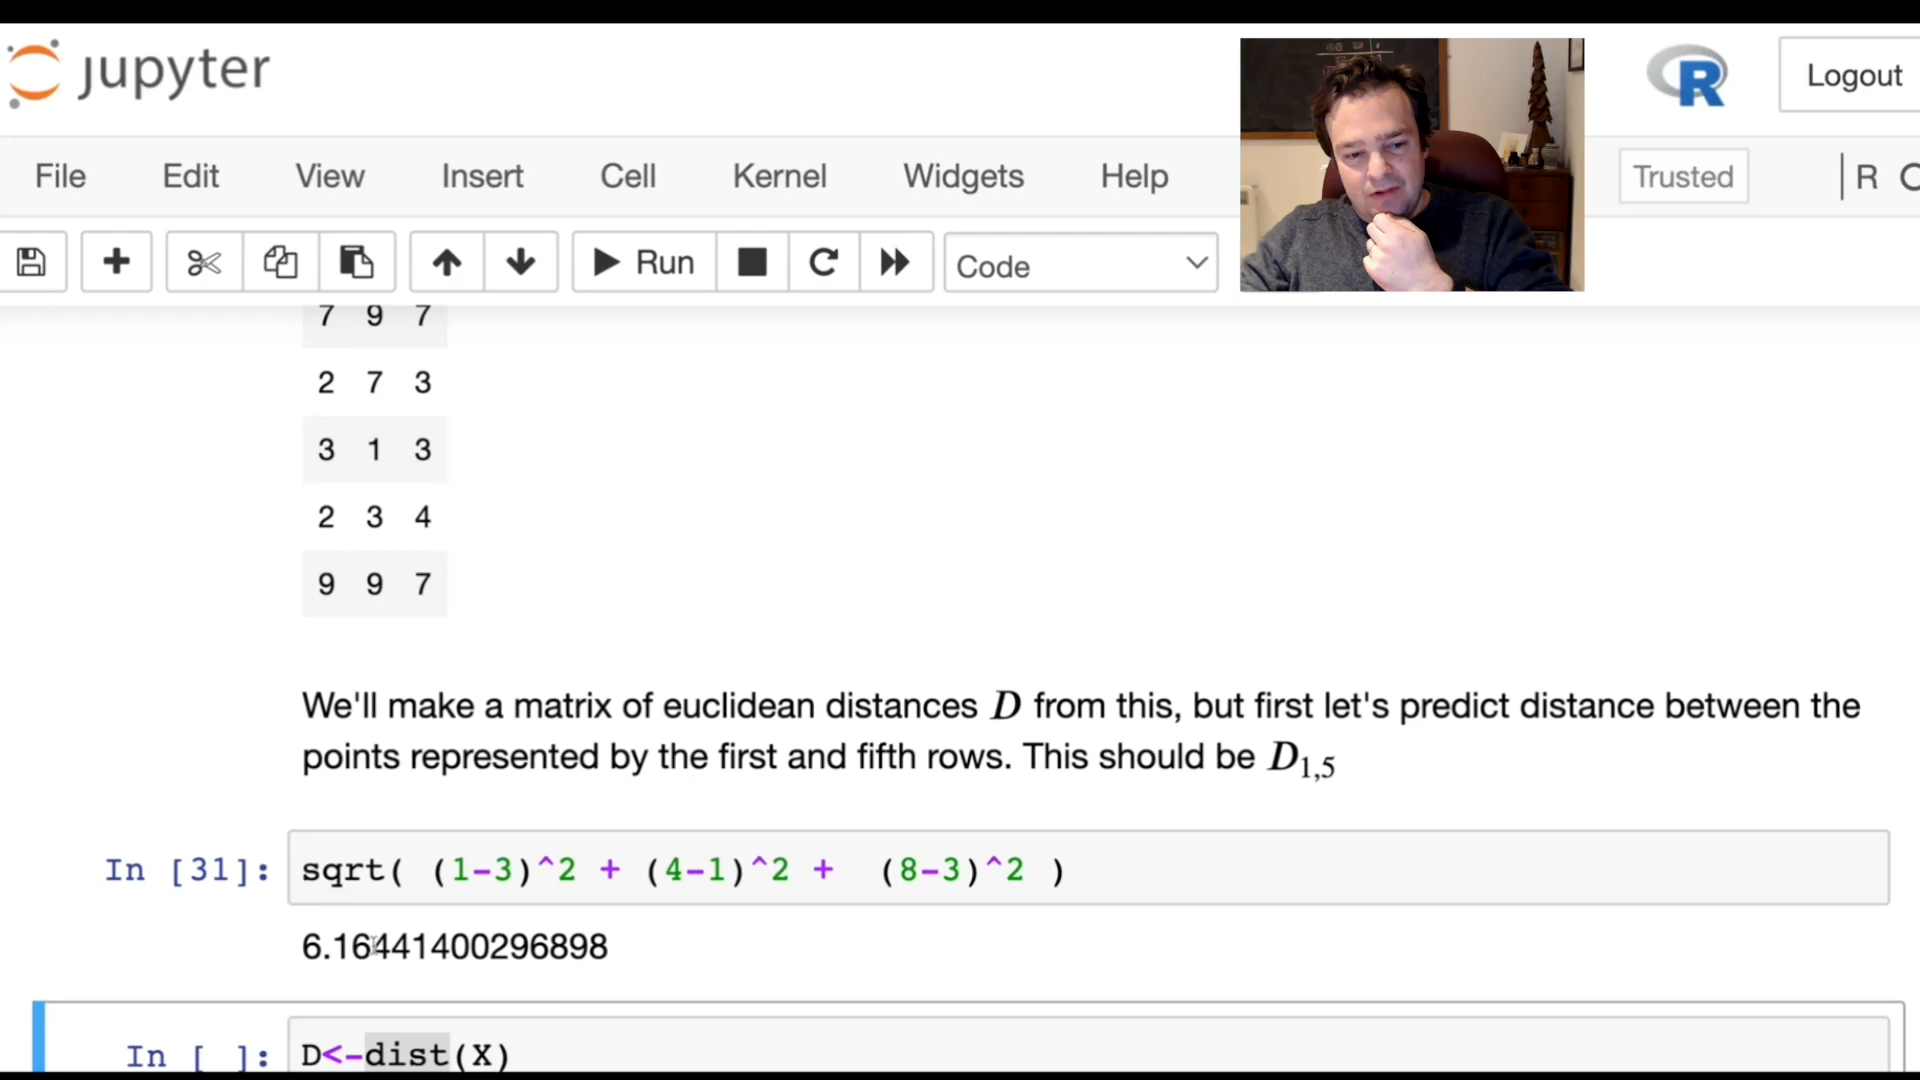 jupyter
R
Logout
File Edit View Insert Cell Kernel Widgets Help
Trusted
R
Run
Code
7 9 7
2 7 3
3 1 3
2 3 4
9 9 7
We'll make a matrix of euclidean distances D from this, but first let's predict distance between the
points represented by the first and fifth rows. This should be D1,5
In [31]: sqrt( (1-3)^2 + (4-1)^2 + (8-3)^2 )
6.16441400296898
In [ ]: D<-dist(X)